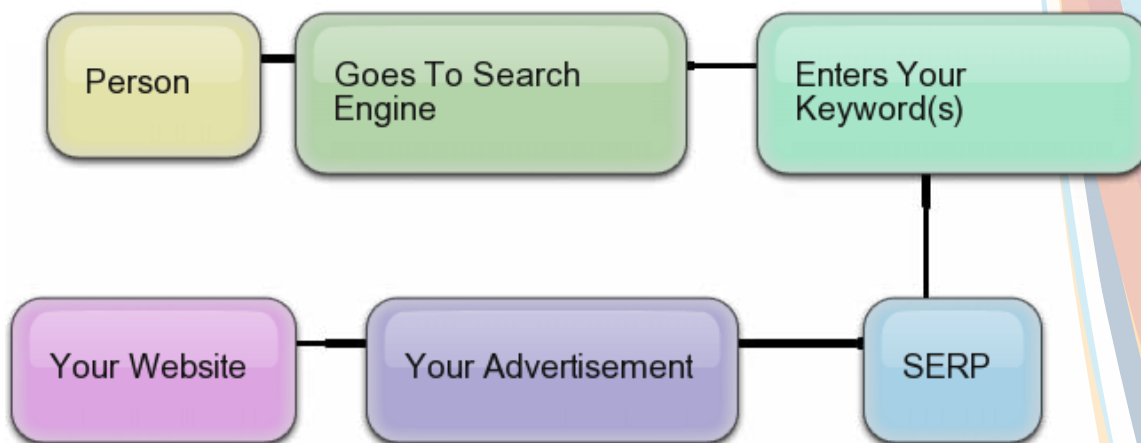 Person
Goes To Search
Engine
Enters Your
Keyword(s)
Your Website
Your Advertisement
SERP